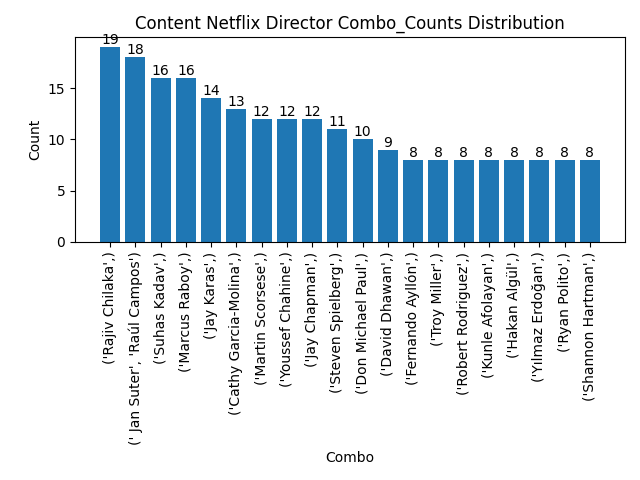 Content Netflix Director Combo_Counts Distribution
Count
15
10
5
0
19
18
16
16
14
13
12
12
12
11
10
9
8
8
8
8
8
8
8
8
('Rajiv Chilaka',)
(' Jan Suter', 'Raúl Campos')
('Suhas Kadav',)
('Marcus Raboy',)
('Jay Karas',)
('Cathy Garcia-Molina',)
('Martin Scorsese',)
('Youssef Chahine',)
('Jay Chapman',)
('Steven Spielberg',)
('Don Michael Paul',)
('David Dhawan',)
('Fernando Ayllón',)
('Troy Miller',)
('Robert Rodriguez',)
('Kunle Afolayan',)
('Hakan Algül',)
('Yılmaz Erdoğan',)
('Ryan Polito',)
('Shannon Hartman',)
Combo